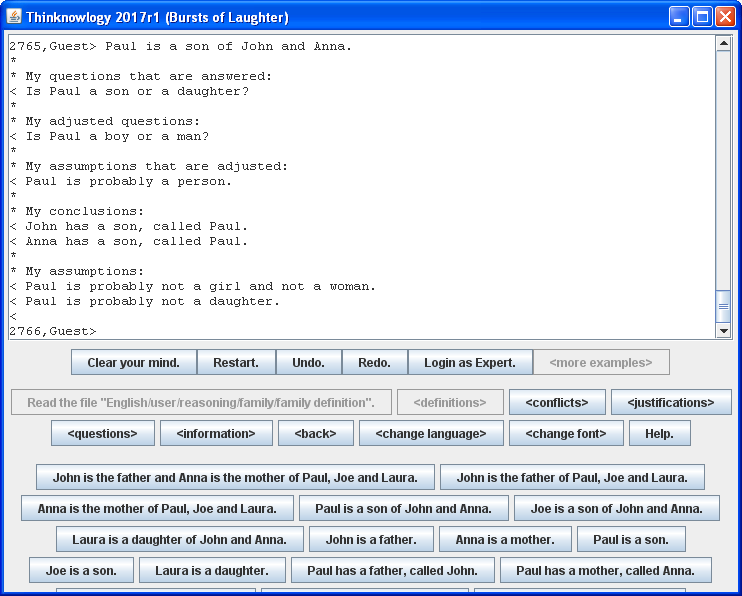 Thinknowlogy 2017r1 (Bursts of Laughter)
2765,Guest> Paul is a son of John and Anna.
*
* My questions that are answered:
< Is Paul a son or a daughter?
*
* My adjusted questions:
< Is Paul a boy or a man?
*
* My assumptions that are adjusted:
< Paul is probably a person.
*
* My conclusions:
< John has a son, called Paul.
< Anna has a son, called Paul.
*
* My assumptions:
< Paul is probably not a girl and not a woman.
< Paul is probably not a daughter.
<
2766,Guest>
Clear your mind. Restart. Undo. Redo. Login as Expert. <more examples>
Read the file "English/user/reasoning/family/family definition". <definitions> <conflicts> <justifications>
<questions> <information> <back> <change language> <change font> Help.
John is the father and Anna is the mother of Paul, Joe and Laura. John is the father of Paul, Joe and Laura.
Anna is the mother of Paul, Joe and Laura. Paul is a son of John and Anna. Joe is a son of John and Anna.
Laura is a daughter of John and Anna. John is a father. Anna is a mother. Paul is a son.
Joe is a son. Laura is a daughter. Paul has a father, called John. Paul has a mother, called Anna.